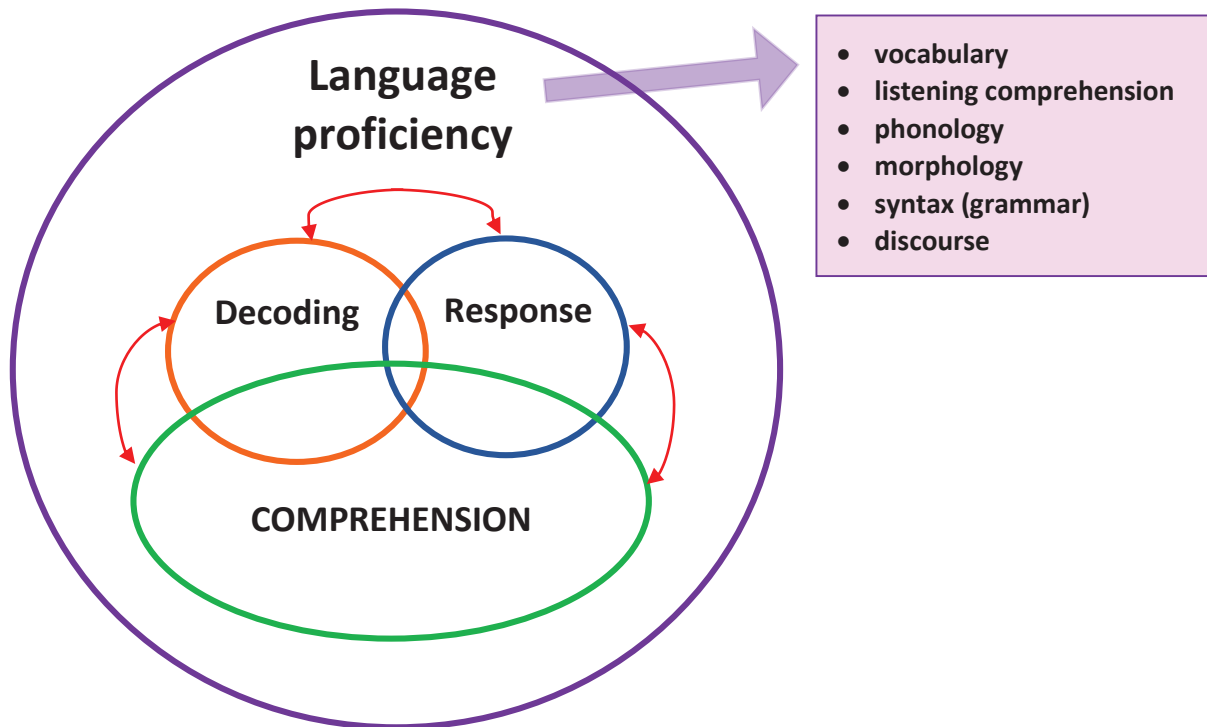 Language
proficiency
Decoding
Response
COMPREHENSION
• vocabulary
• listening comprehension
• phonology
• morphology
• syntax (grammar)
• discourse